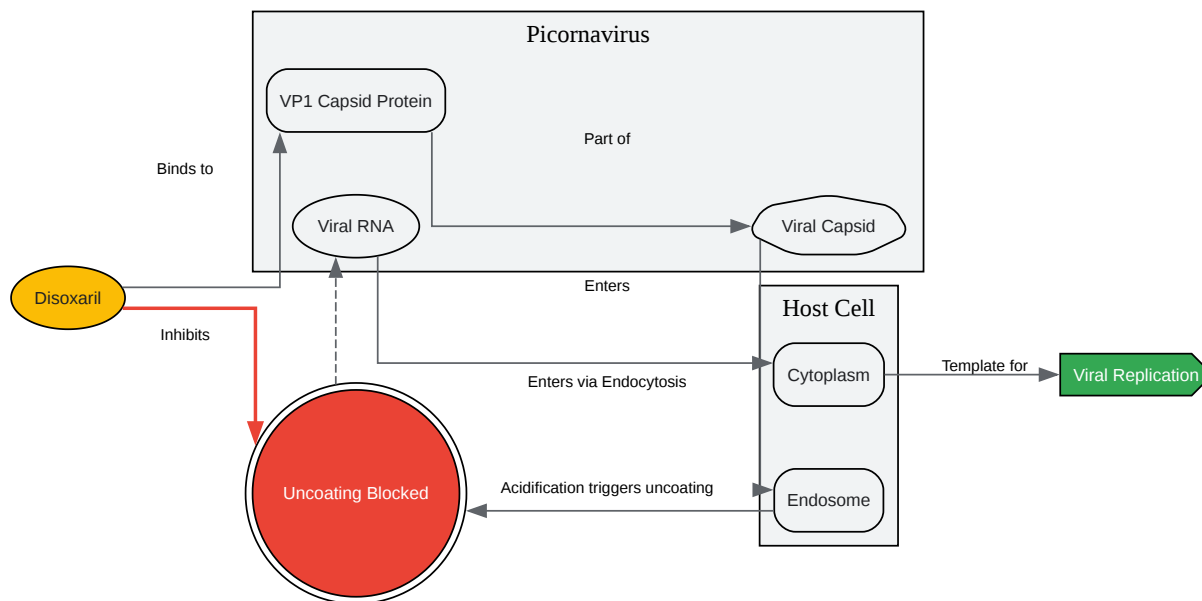 Picornavirus
VP1 Capsid Protein
Part of
Binds to
Viral RNA
Viral Capsid
Disoxaril
Enters
Host Cell
Inhibits
Cytoplasm
Template for
Viral Replication
Enters via Endocytosis
Uncoating Blocked
Acidification triggers uncoating
Endosome